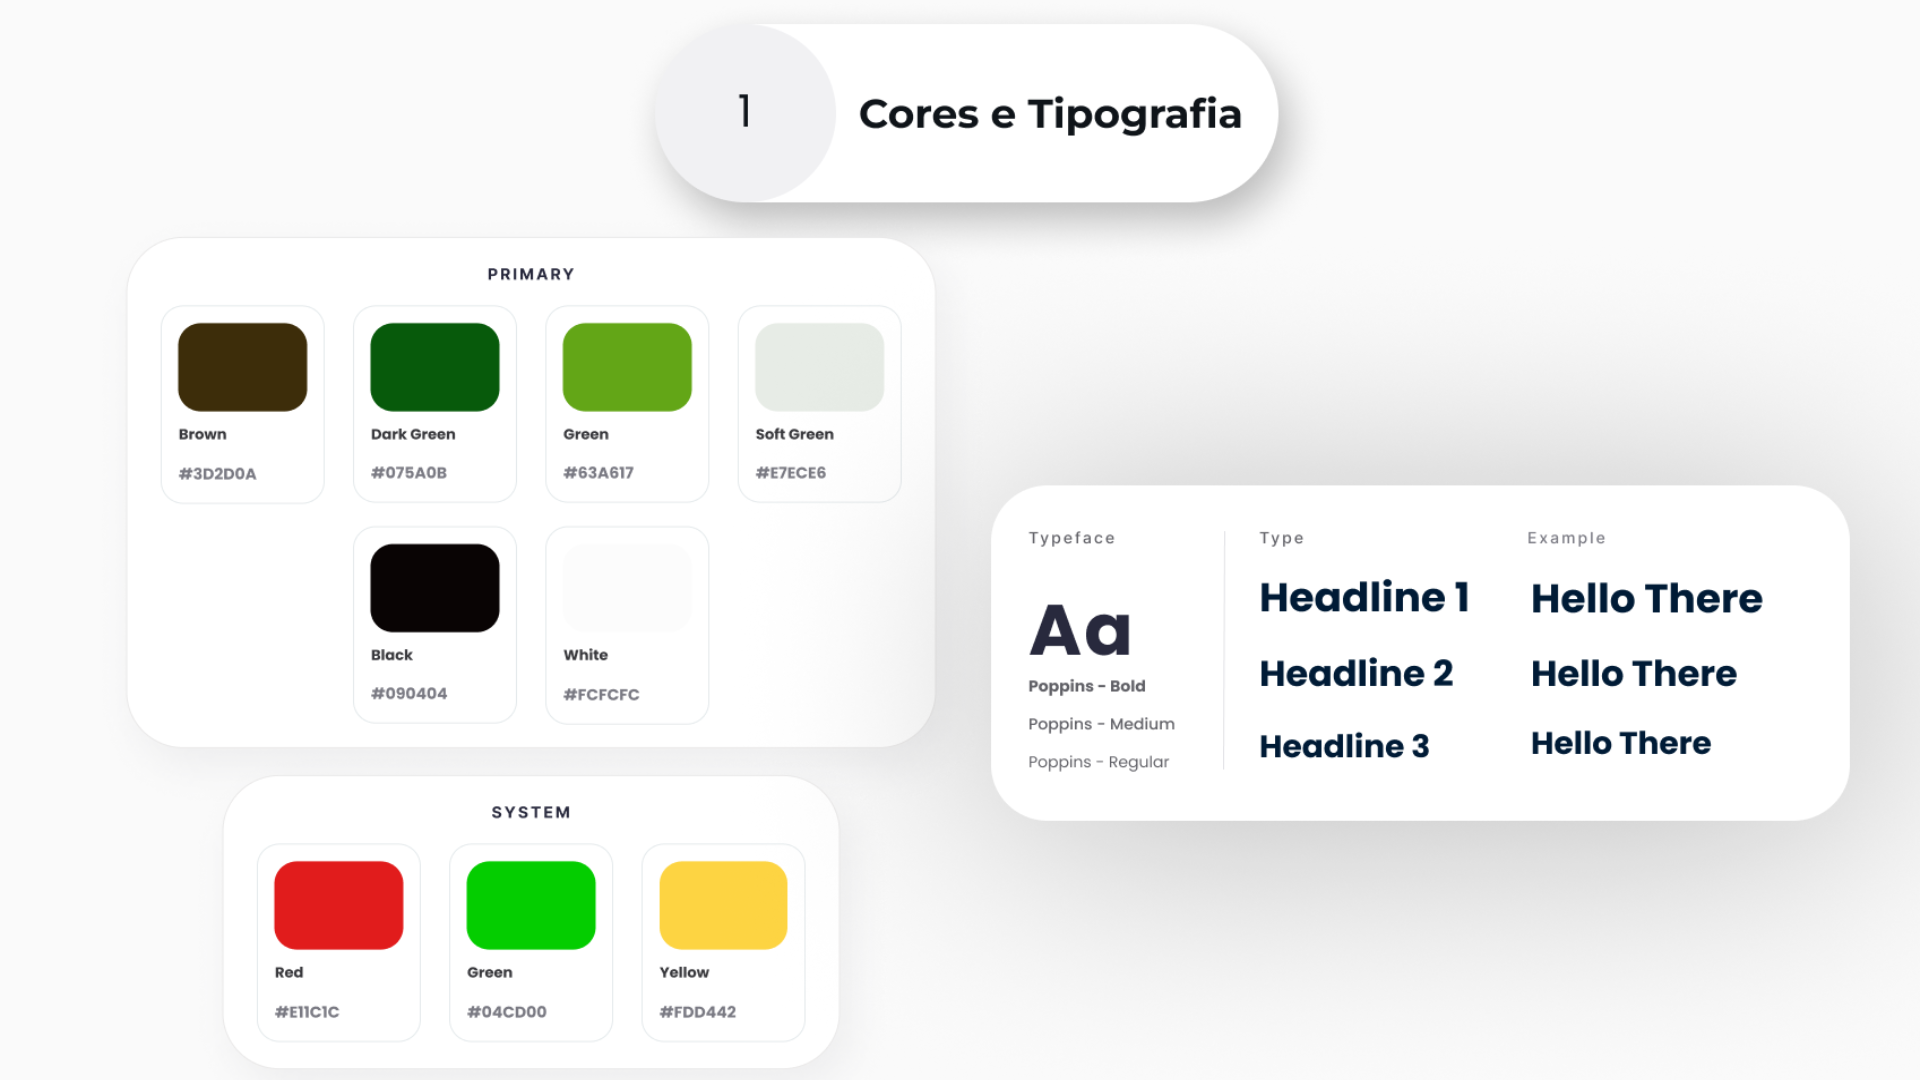 1
Cores e Tipografia
PRIMARY
Brown
#3D2D0A
Dark Green
#075A0B
Green
#63A617
Soft Green
#E7ECE6
Black
#090404
White
#FCFCFC
SYSTEM
Red
#E11C1C
Green
#04CD00
Yellow
#FDD442
Typeface
Aa
Poppins - Bold
Poppins - Medium
Poppins - Regular
Type
Headline 1
Headline 2
Headline 3
Example
Hello There
Hello There
Hello There